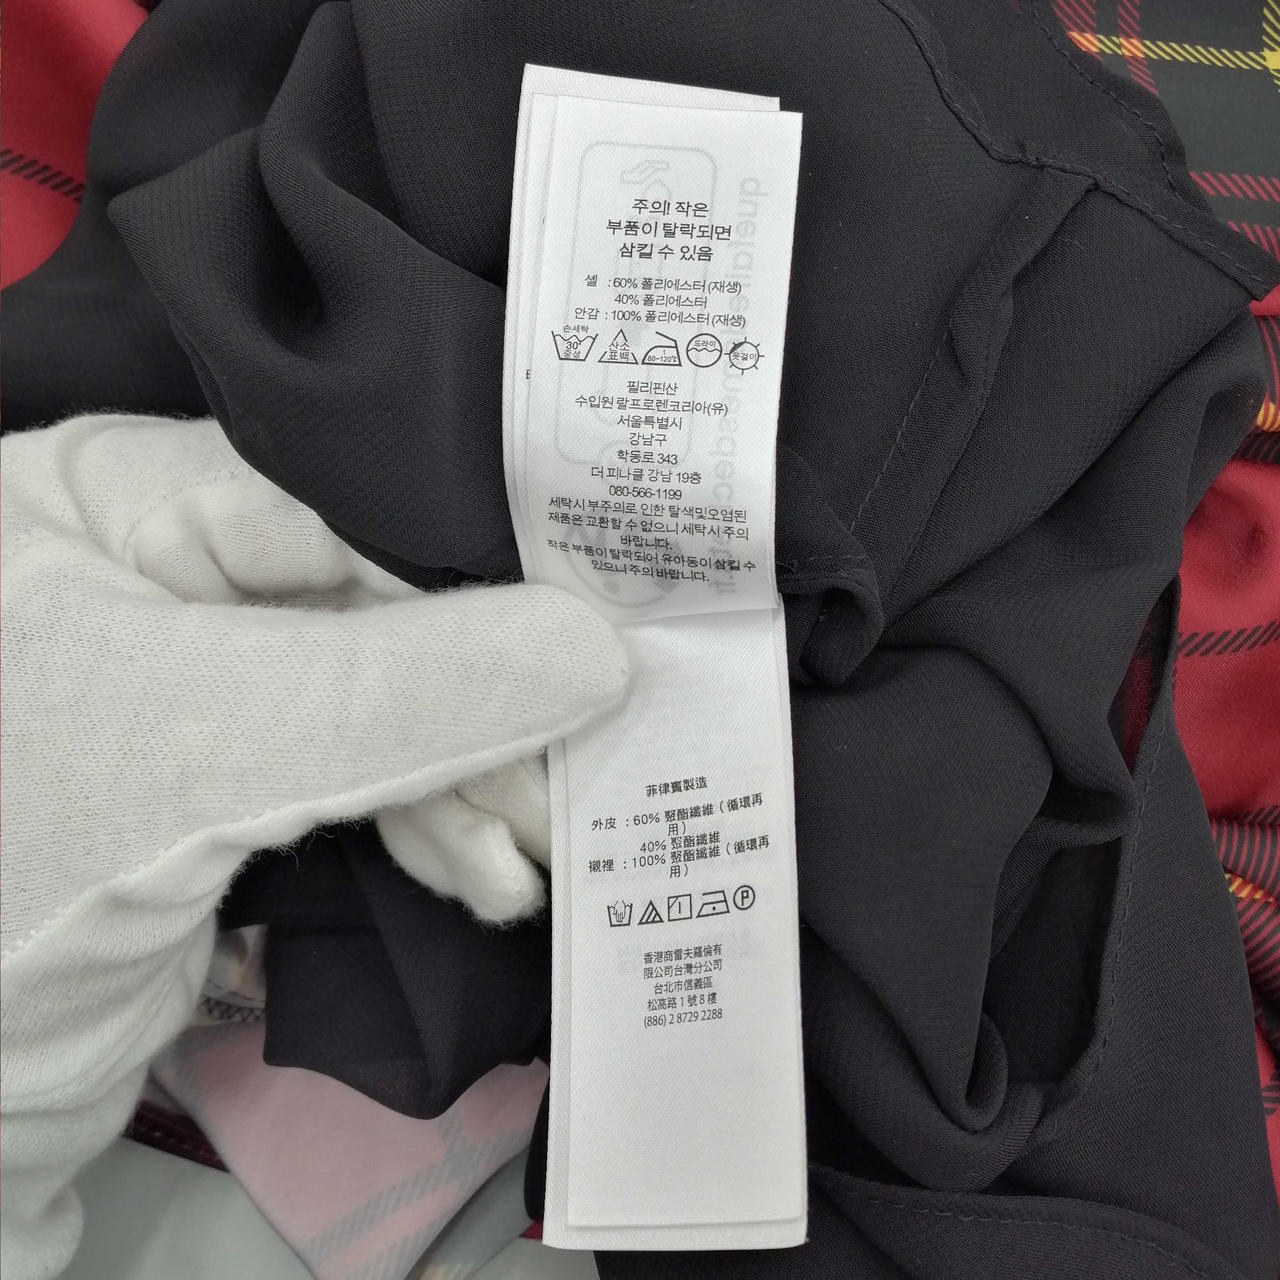 주의! 작은
부품이 탈락되면
삼킬 수 있음
쉘 : 60% 폴리에스터 (재생)
40% 폴리에스터
안감 : 100% 폴리에스터 (재생)
손세탁
30°
중성
산소
표백
1
80~120℃
드라이
옷걸이
필리핀산
수입원 랄프로렌코리아(유)
서울특별시
강남구
학동로 343
더 피나클 강남 19층
080-566-1199
세탁시 부주의로 인한 탈색및오염된
제품은 교환할 수 없으니 세탁시 주의
바랍니다.
작은 부품이 탈락되어 유아동이 삼킬 수
있으니 주의 바랍니다.
菲律賓製造
外皮 : 60% 聚酯纖維（循環再
用）
40% 聚酯纖維
襯裡 : 100% 聚酯纖維（循環再
用）
P
香港商雷夫羅倫有
限公司台灣分公司
台北市信義區
松高路 1 號 8 樓
(886) 2 8729 2288